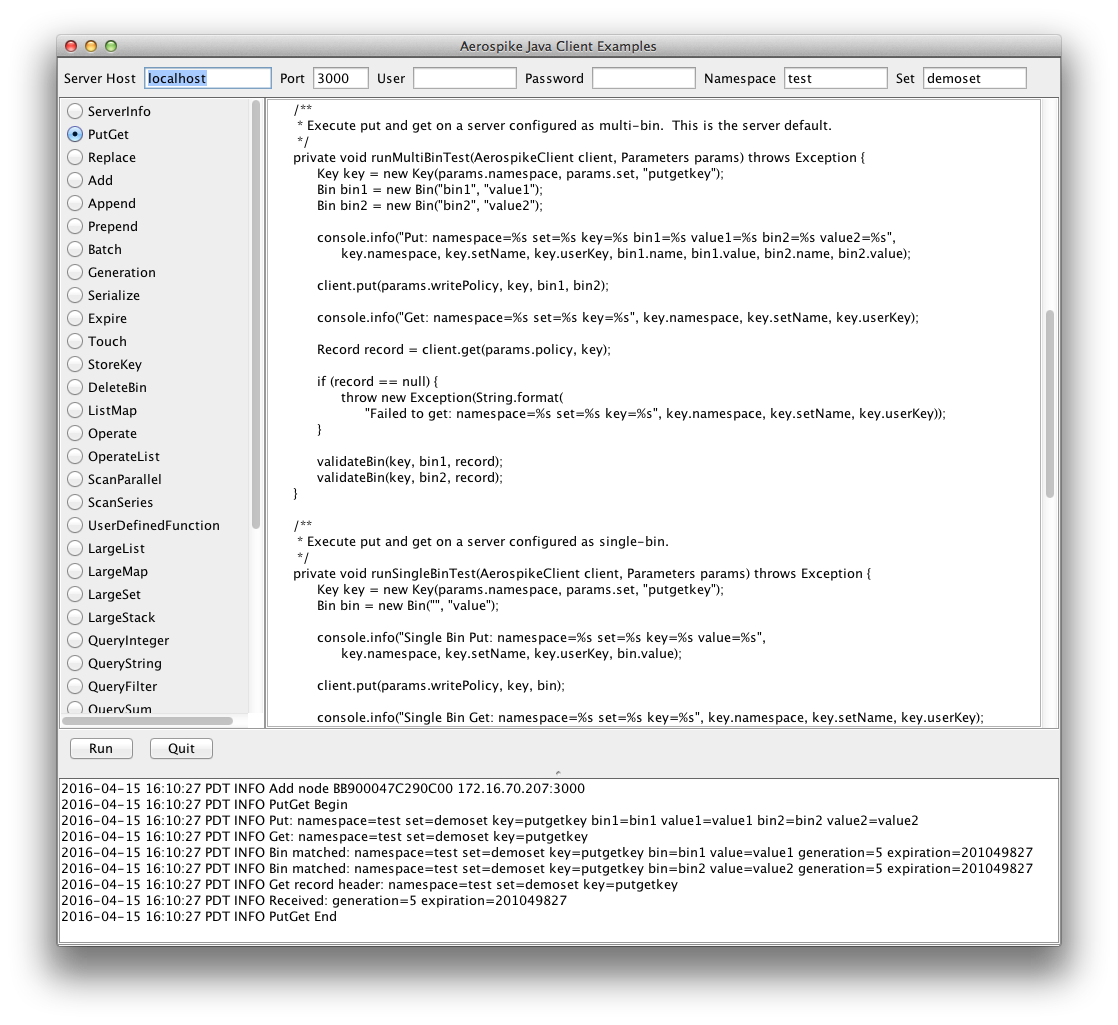 Aerospike Java Client Examples
Server Host localhost Port 3000 User Password Namespace test Set demoset
ServerInfo
PutGet
Replace
Add
Append
Prepend
Batch
Generation
Serialize
Expire
Touch
StoreKey
DeleteBin
ListMap
Operate
OperateList
ScanParallel
ScanSeries
UserDefinedFunction
LargeList
LargeMap
LargeSet
LargeStack
QueryInteger
QueryString
QueryFilter
QuerySum
/**
* Execute put and get on a server configured as multi-bin.  This is the server default.
*/
private void runMultiBinTest(AerospikeClient client, Parameters params) throws Exception {
Key key = new Key(params.namespace, params.set, "putgetkey");
Bin bin1 = new Bin("bin1", "value1");
Bin bin2 = new Bin("bin2", "value2");
console.info("Put: namespace=%s set=%s key=%s bin1=%s value1=%s bin2=%s value2=%s",
key.namespace, key.setName, key.userKey, bin1.name, bin1.value, bin2.name, bin2.value);
client.put(params.writePolicy, key, bin1, bin2);
console.info("Get: namespace=%s set=%s key=%s", key.namespace, key.setName, key.userKey);
Record record = client.get(params.policy, key);
if (record == null) {
throw new Exception(String.format(
"Failed to get: namespace=%s set=%s key=%s", key.namespace, key.setName, key.userKey));
}
validateBin(key, bin1, record);
validateBin(key, bin2, record);
}
/**
* Execute put and get on a server configured as single-bin.
*/
private void runSingleBinTest(AerospikeClient client, Parameters params) throws Exception {
Key key = new Key(params.namespace, params.set, "putgetkey");
Bin bin = new Bin("", "value");
console.info("Single Bin Put: namespace=%s set=%s key=%s value=%s",
key.namespace, key.setName, key.userKey, bin.value);
client.put(params.writePolicy, key, bin);
console.info("Single Bin Get: namespace=%s set=%s key=%s", key.namespace, key.setName, key.userKey);
Run Quit
2016-04-15 16:10:27 PDT INFO Add node BB900047C290C00 172.16.70.207:3000
2016-04-15 16:10:27 PDT INFO PutGet Begin
2016-04-15 16:10:27 PDT INFO Put: namespace=test set=demoset key=putgetkey bin1=bin1 value1=value1 bin2=bin2 value2=value2
2016-04-15 16:10:27 PDT INFO Get: namespace=test set=demoset key=putgetkey
2016-04-15 16:10:27 PDT INFO Bin matched: namespace=test set=demoset key=putgetkey bin=bin1 value=value1 generation=5 expiration=201049827
2016-04-15 16:10:27 PDT INFO Bin matched: namespace=test set=demoset key=putgetkey bin=bin2 value=value2 generation=5 expiration=201049827
2016-04-15 16:10:27 PDT INFO Get record header: namespace=test set=demoset key=putgetkey
2016-04-15 16:10:27 PDT INFO Received: generation=5 expiration=201049827
2016-04-15 16:10:27 PDT INFO PutGet End